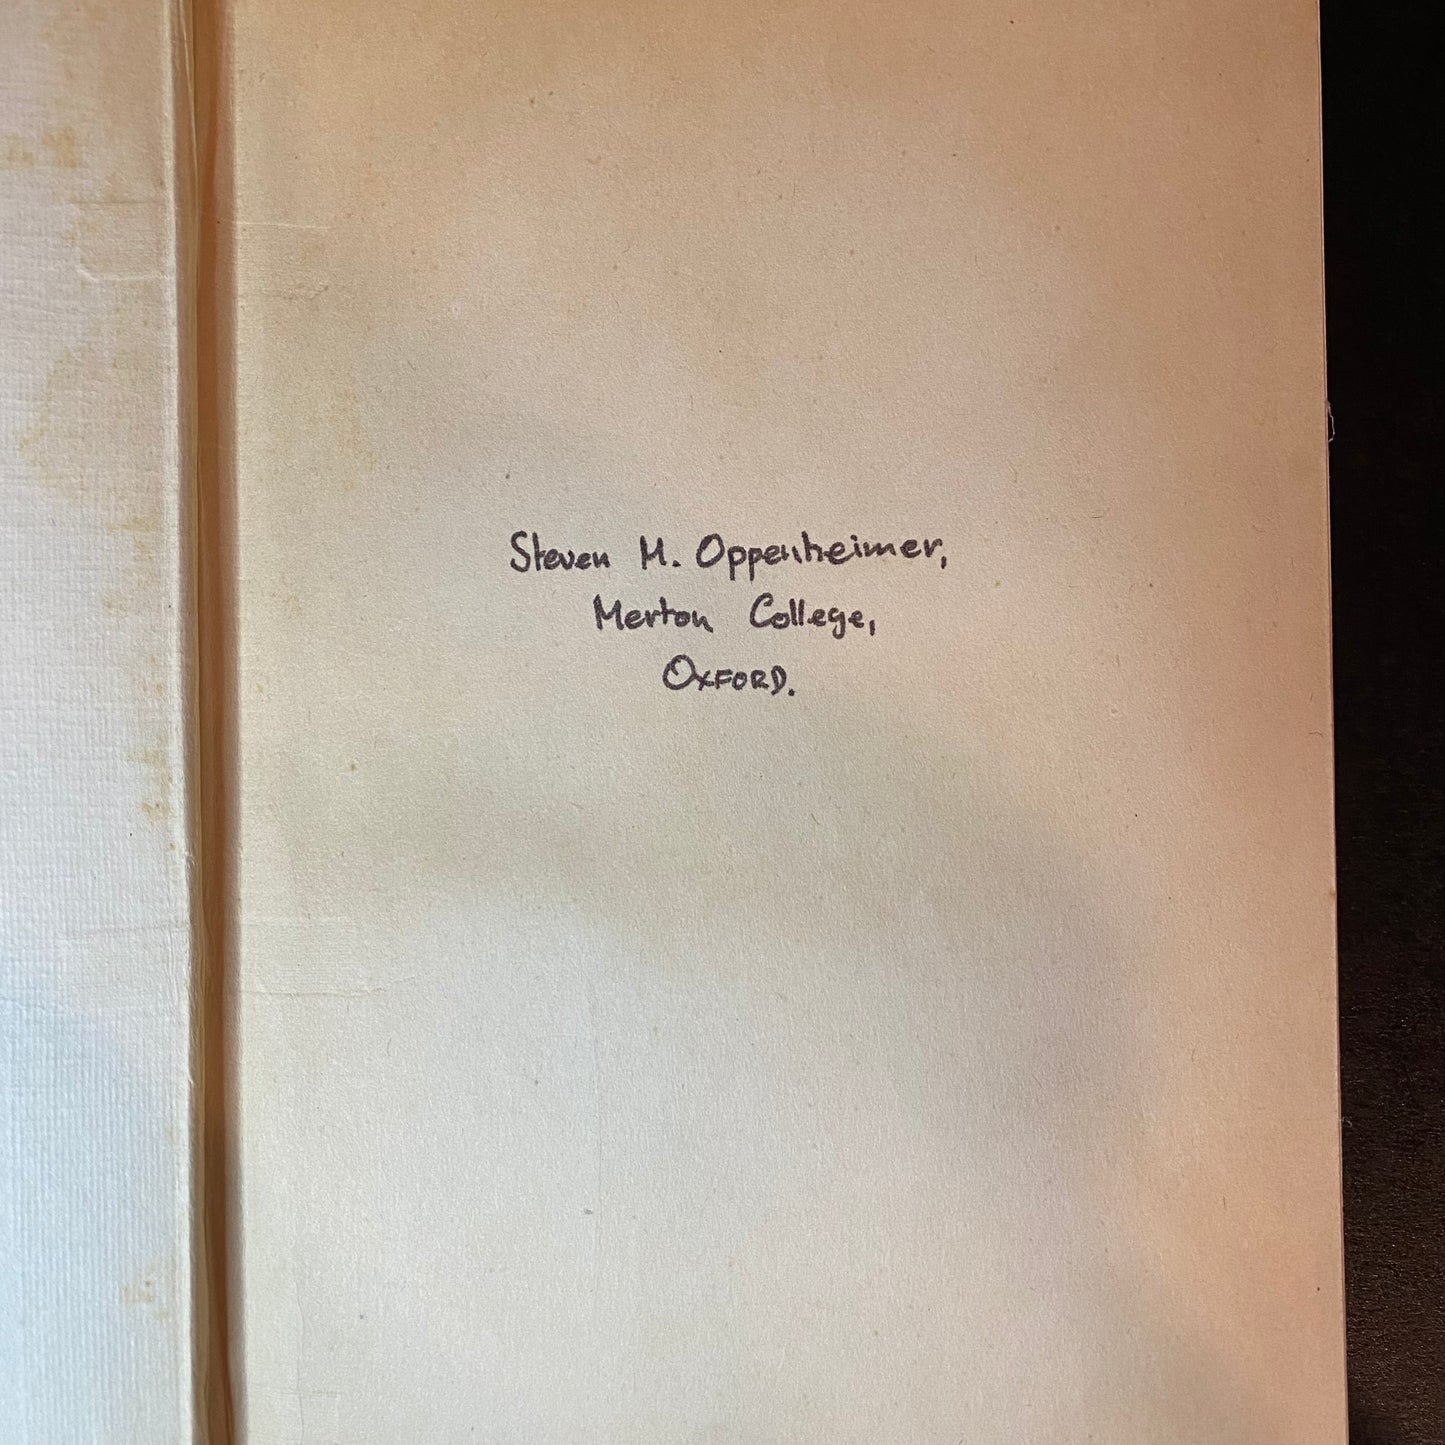 Steven M. Oppenheimer,
Merton College,
OXFORD.